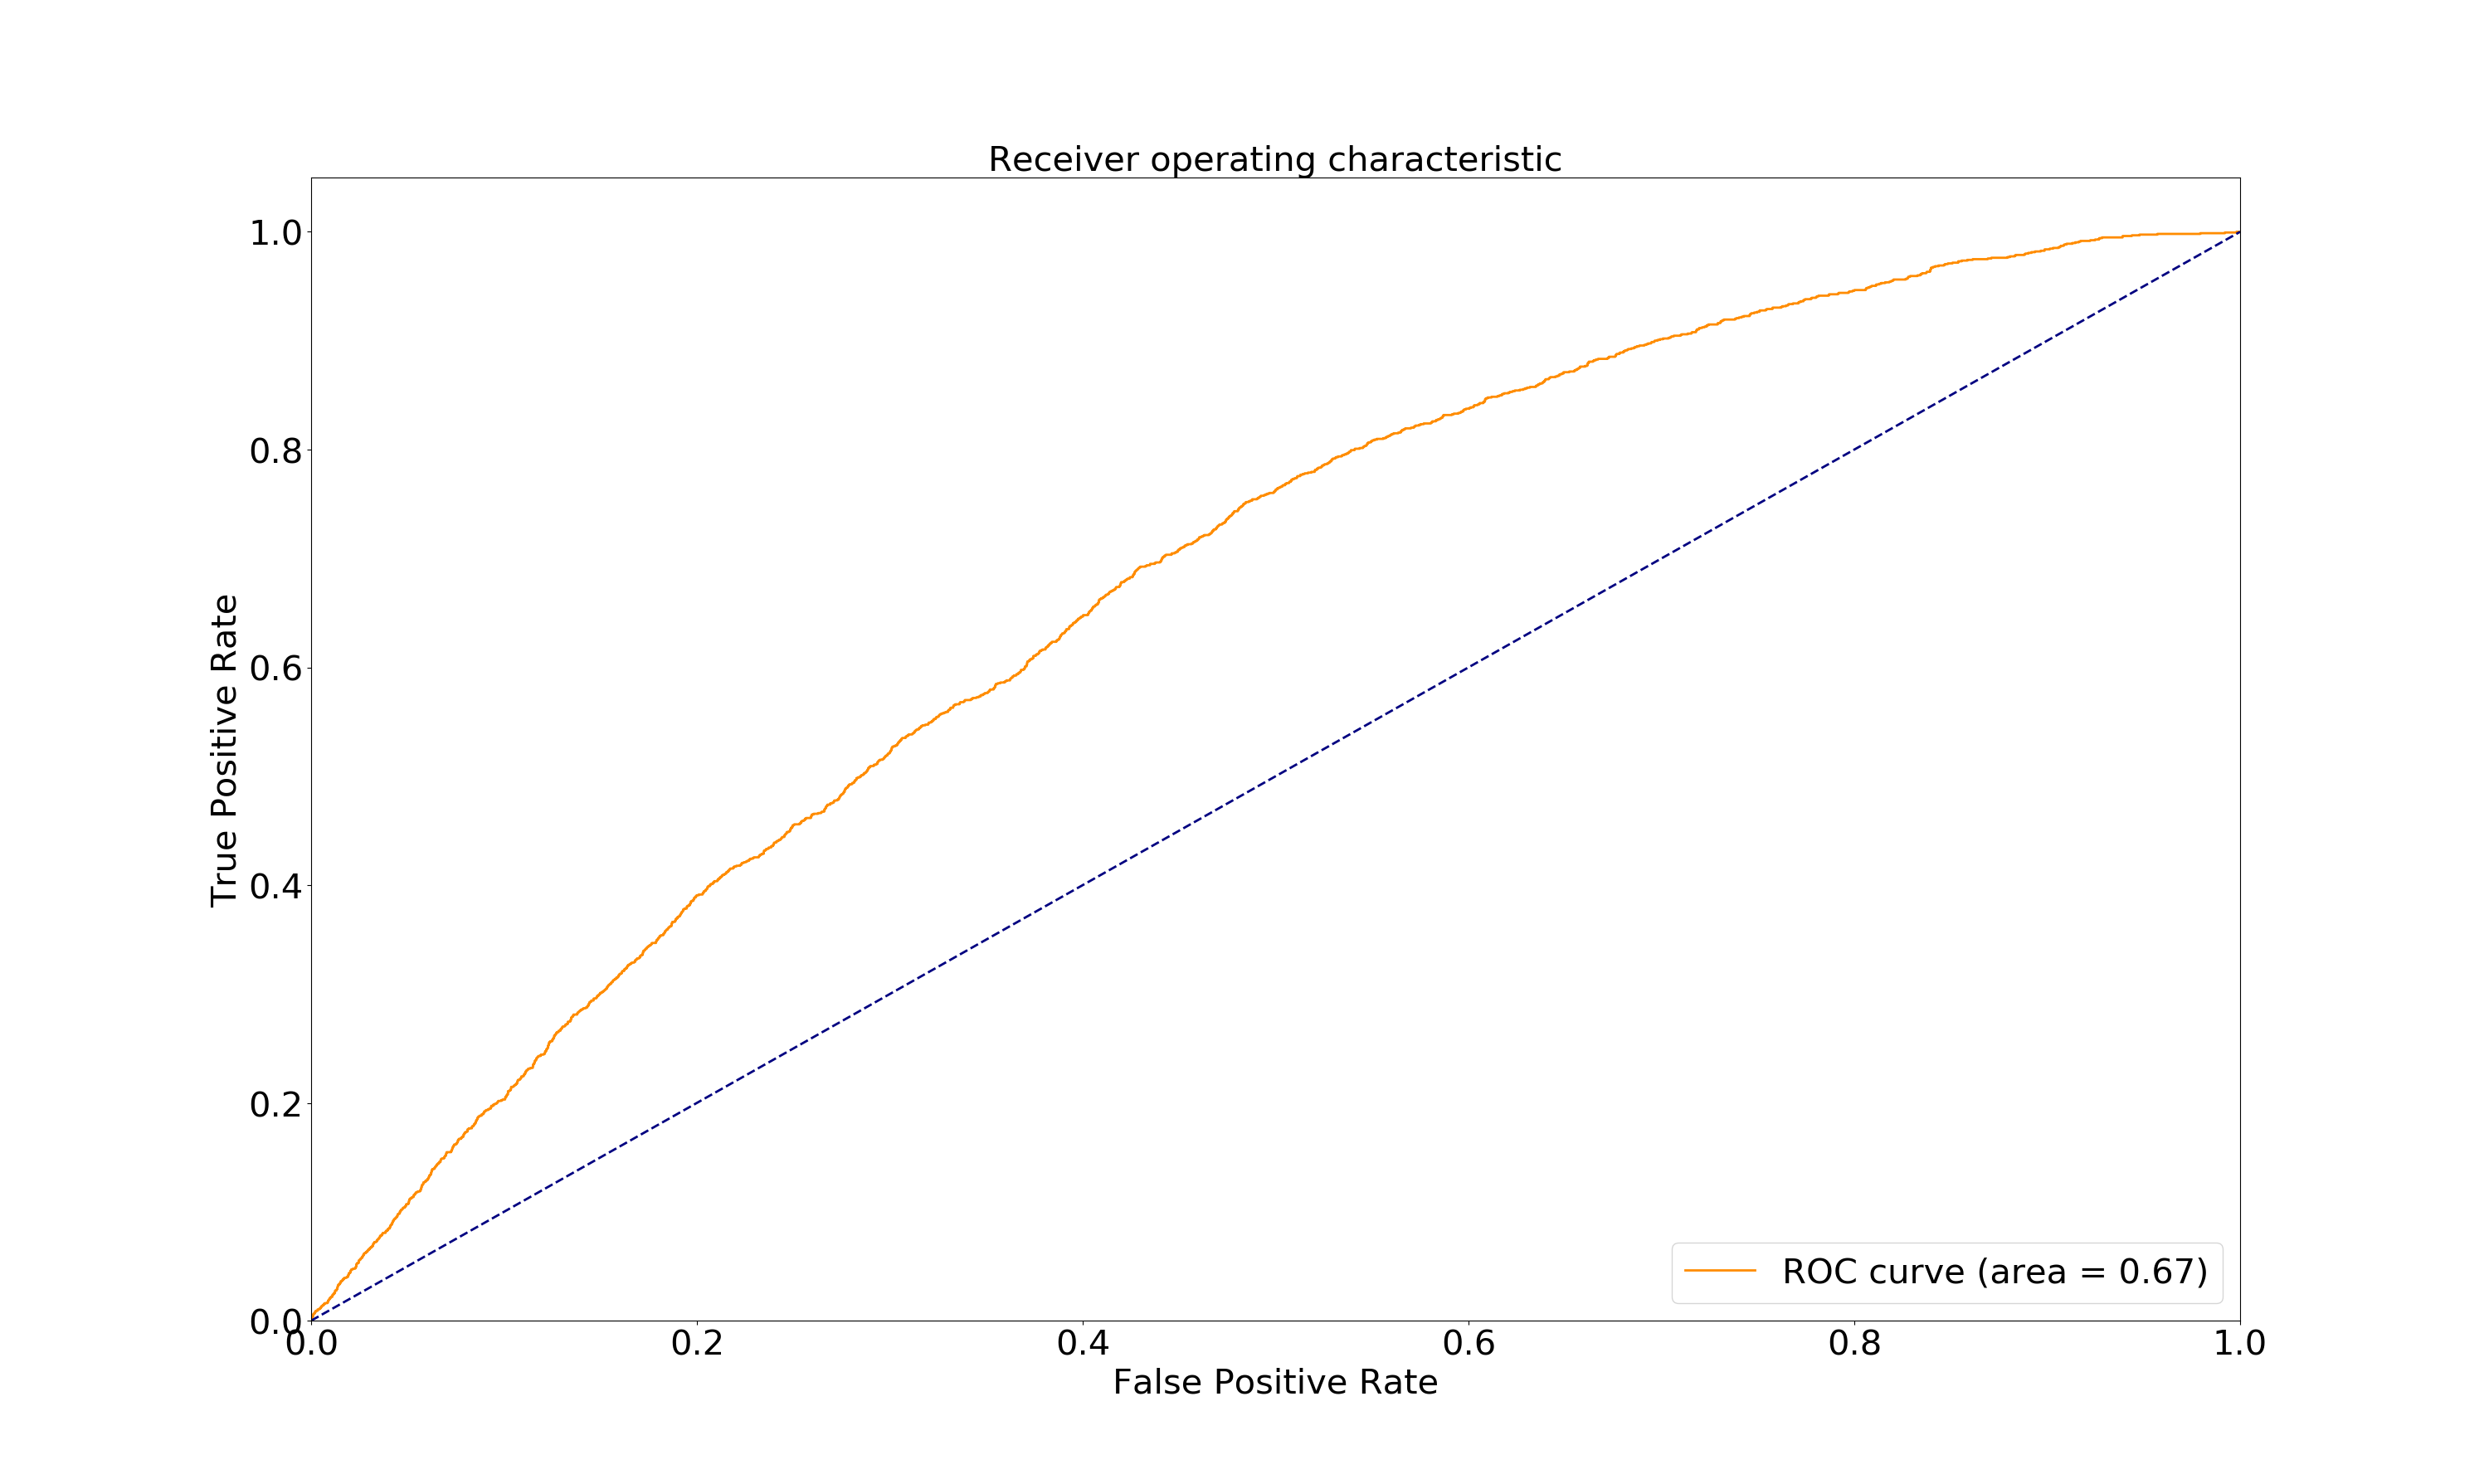 Receiver operating characteristic
1.0
0.8
0.6
0.4
0.2
0.0
True Positive Rate
ROC curve (area = 0.67)
0.0 0.2 0.4 0.6 0.8 1.0
False Positive Rate